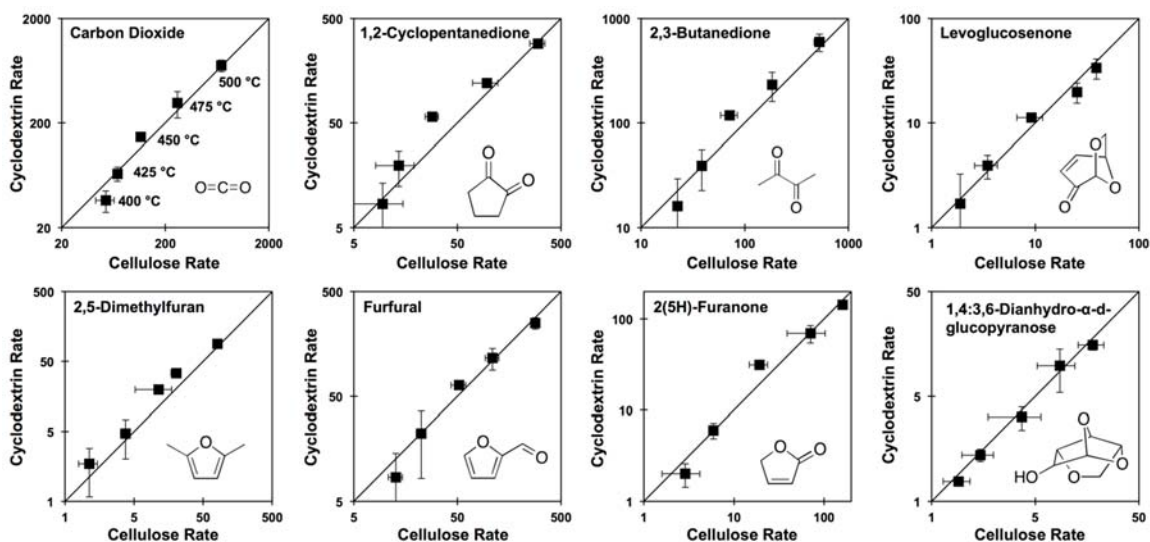 Carbon Dioxide
2000
200
20
20
200
2000
500 °C
475 °C
450 °C
425 °C
400 °C
O=C=O
Cyclodextrin Rate
Cellulose Rate
1,2-Cyclopentanedione
500
50
5
5
50
500
O
O
Cyclodextrin Rate
Cellulose Rate
2,3-Butanedione
1000
100
10
10
100
1000
O
O
Cyclodextrin Rate
Cellulose Rate
Levoglucosenone
100
10
1
1
10
100
O
O
O
Cyclodextrin Rate
Cellulose Rate
2,5-Dimethylfuran
500
50
5
1
1
5
50
500
O
Cyclodextrin Rate
Cellulose Rate
Furfural
500
50
5
5
50
500
O
O
Cyclodextrin Rate
Cellulose Rate
2(5H)-Furanone
100
10
1
1
10
100
O
O
Cyclodextrin Rate
Cellulose Rate
1,4:3,6-Dianhydro-α-d-
glucopyranose
50
5
1
1
5
50
O
O
O
HO
Cyclodextrin Rate
Cellulose Rate